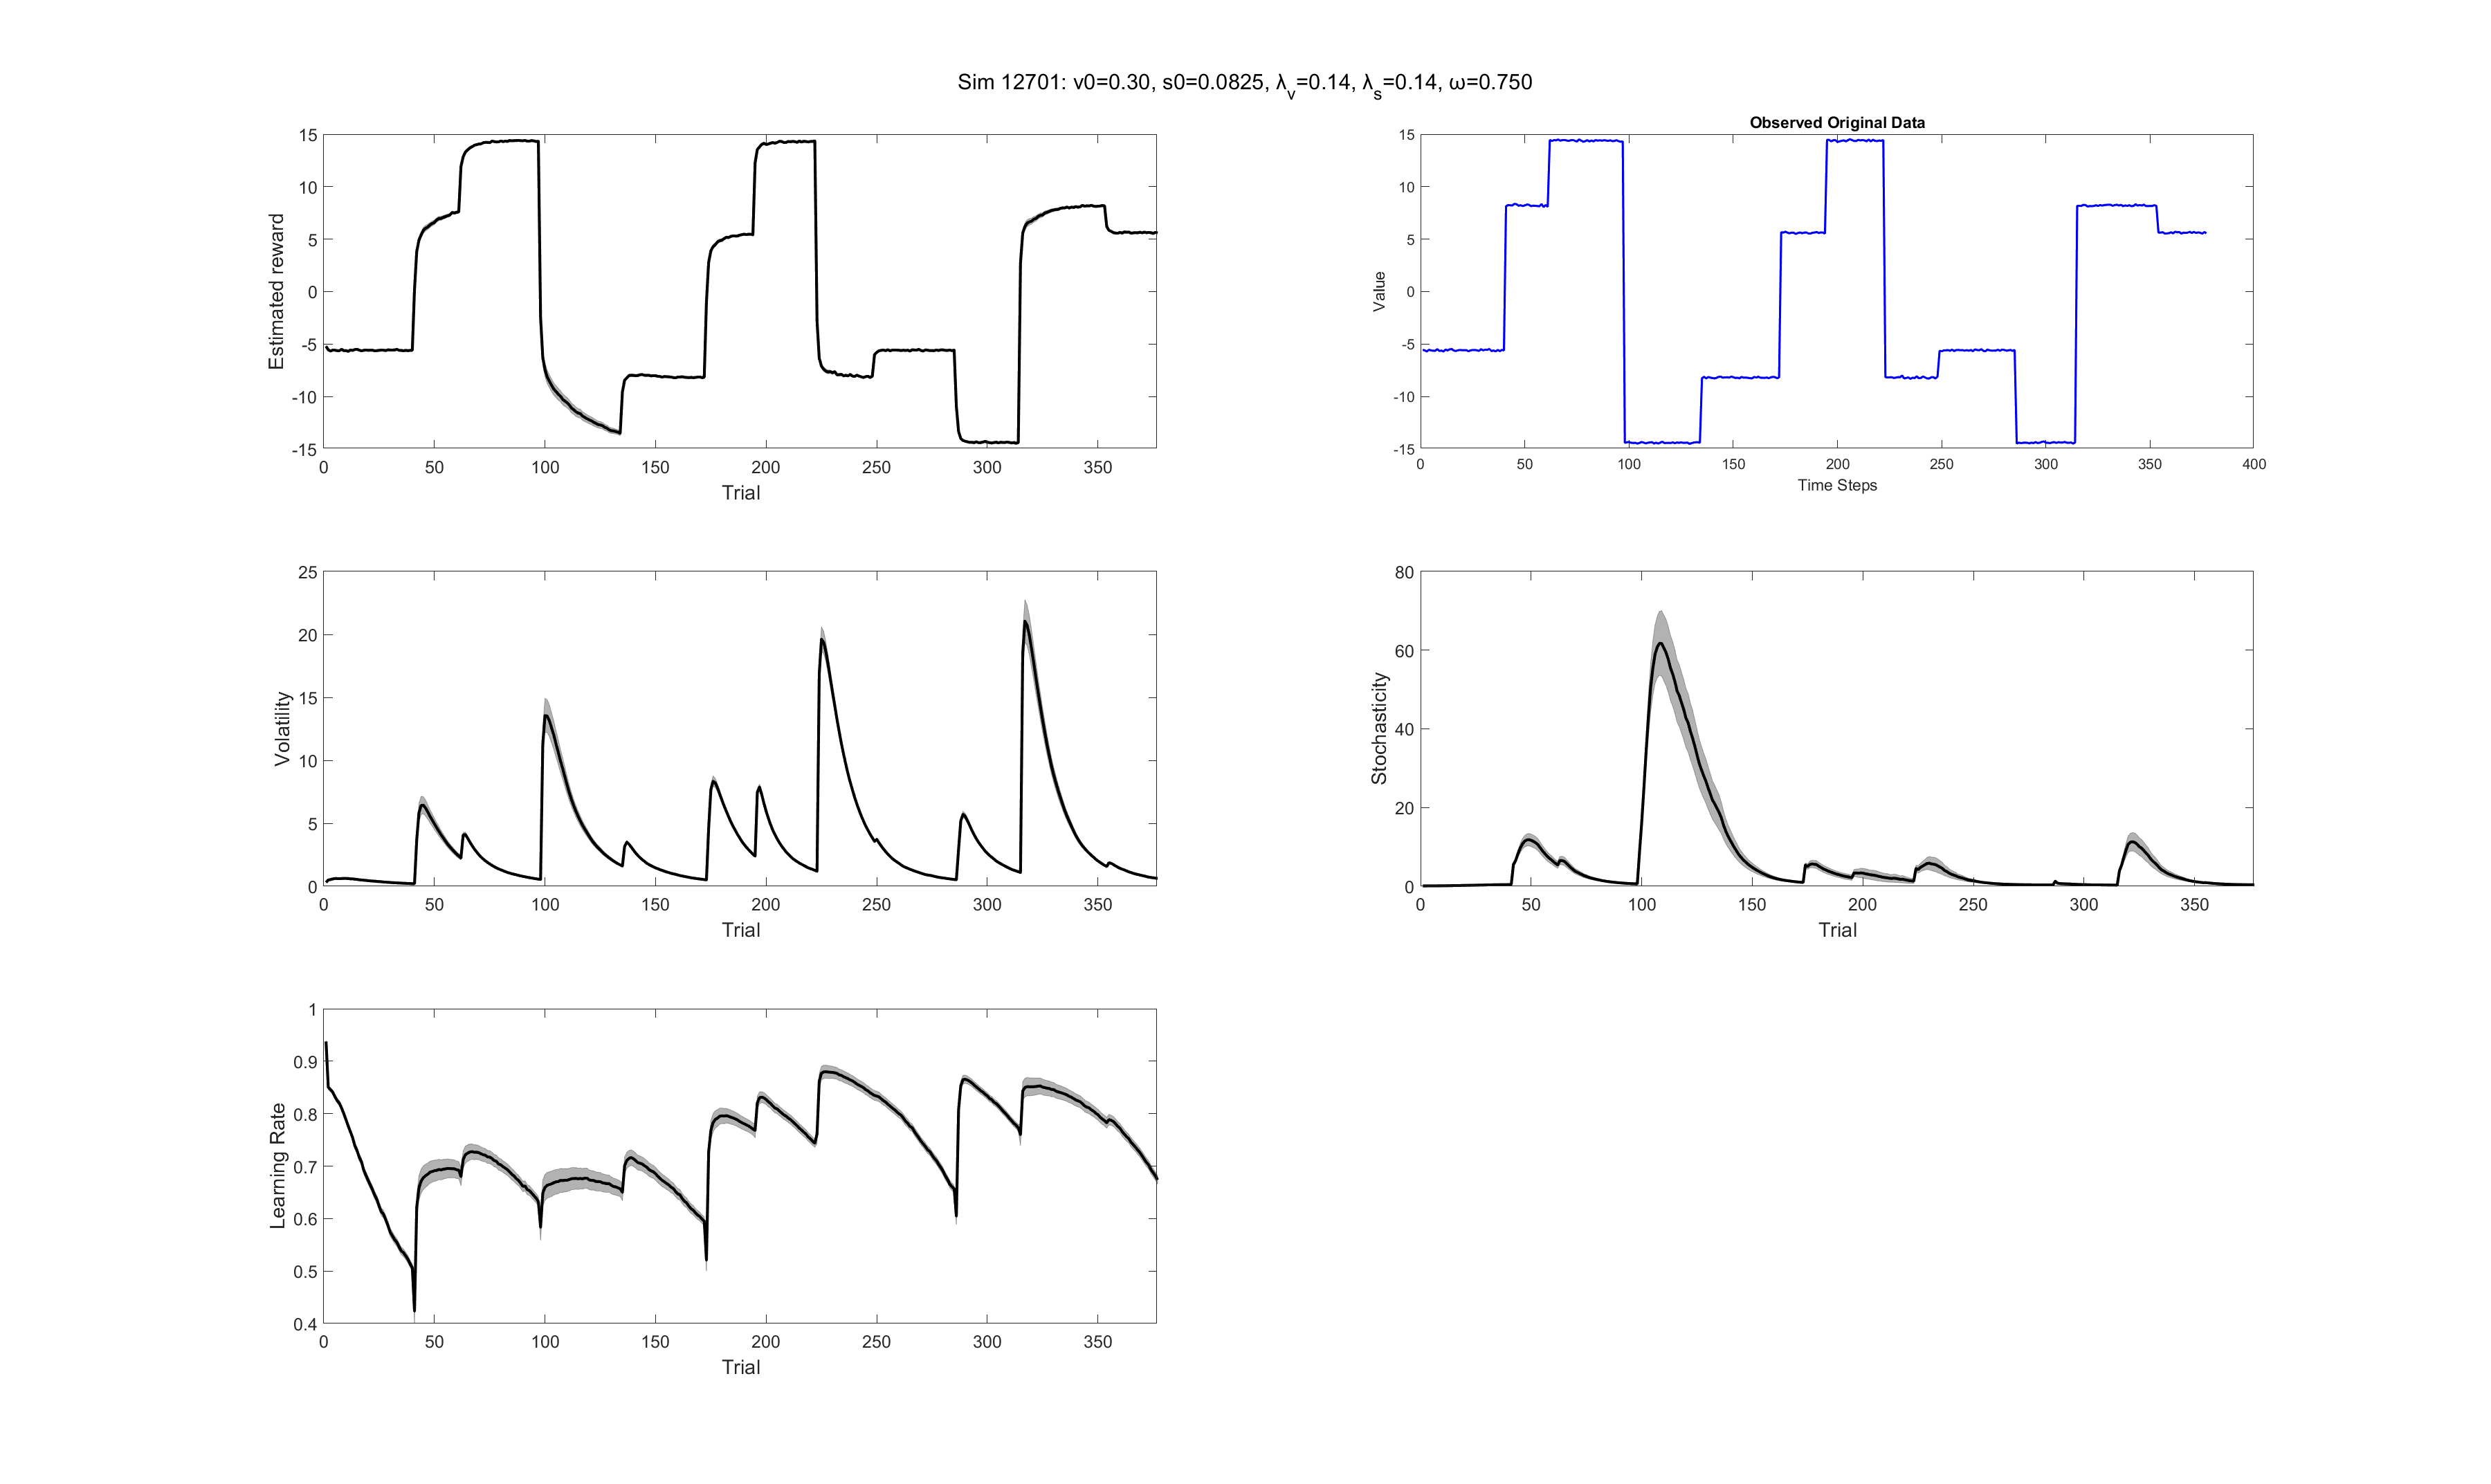 Sim 12701: v0=0.30, s0=0.0825, λv=0.14, λs=0.14, ω=0.750
15
10
5
0
-5
-10
-15
Estimated reward
0 50 100 150 200 250 300 350
Trial
Observed Original Data
15
10
5
0
-5
-10
-15
Value
0 50 100 150 200 250 300 350 400
Time Steps
25
20
15
10
5
0
Volatility
0 50 100 150 200 250 300 350
Trial
80
60
40
20
0
Stochasticity
0 50 100 150 200 250 300 350
Trial
1
0.9
0.8
0.7
0.6
0.5
0.4
Learning Rate
0 50 100 150 200 250 300 350
Trial